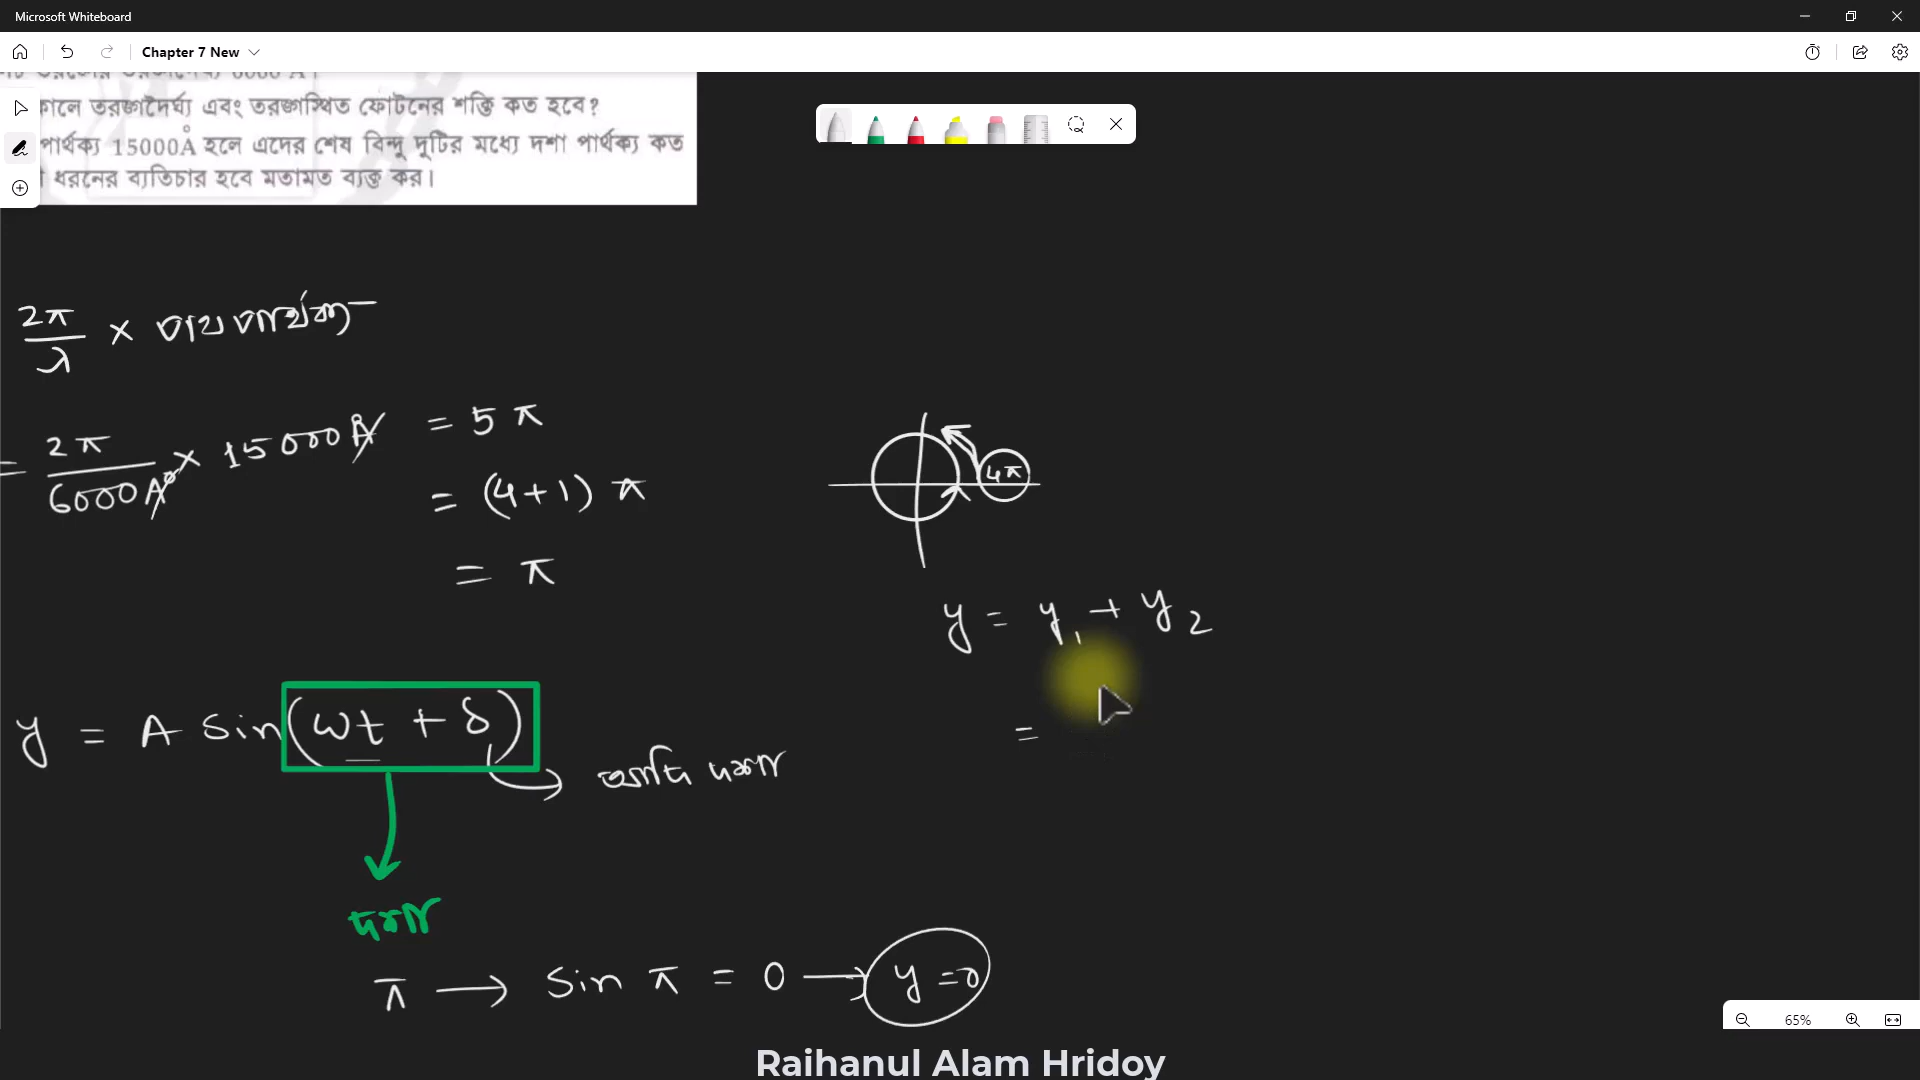 Microsoft Whiteboard
Chapter 7 New
কালে তরঙ্গদৈর্ঘ্য এবং তরঙ্গস্থিত ফোটনের শক্তি কত হবে?
পার্থক্য 15000Å হলে এদের শেষ বিন্দু দুটির মধ্যে দশা পার্থক্য কত
ধরনের ব্যতিচার হবে মতামত ব্যক্ত কর।
2π/λ × পথ পার্থক্য
= 2π/6000A° × 15000Å = 5π
= (4+1) π
= π
4π
y = y₁ + y₂
=
y = A Sin(ωt + δ)
আদি দশা
দশা
π → Sin π = 0 → y = 0
65%
Raihanul Alam Hridoy